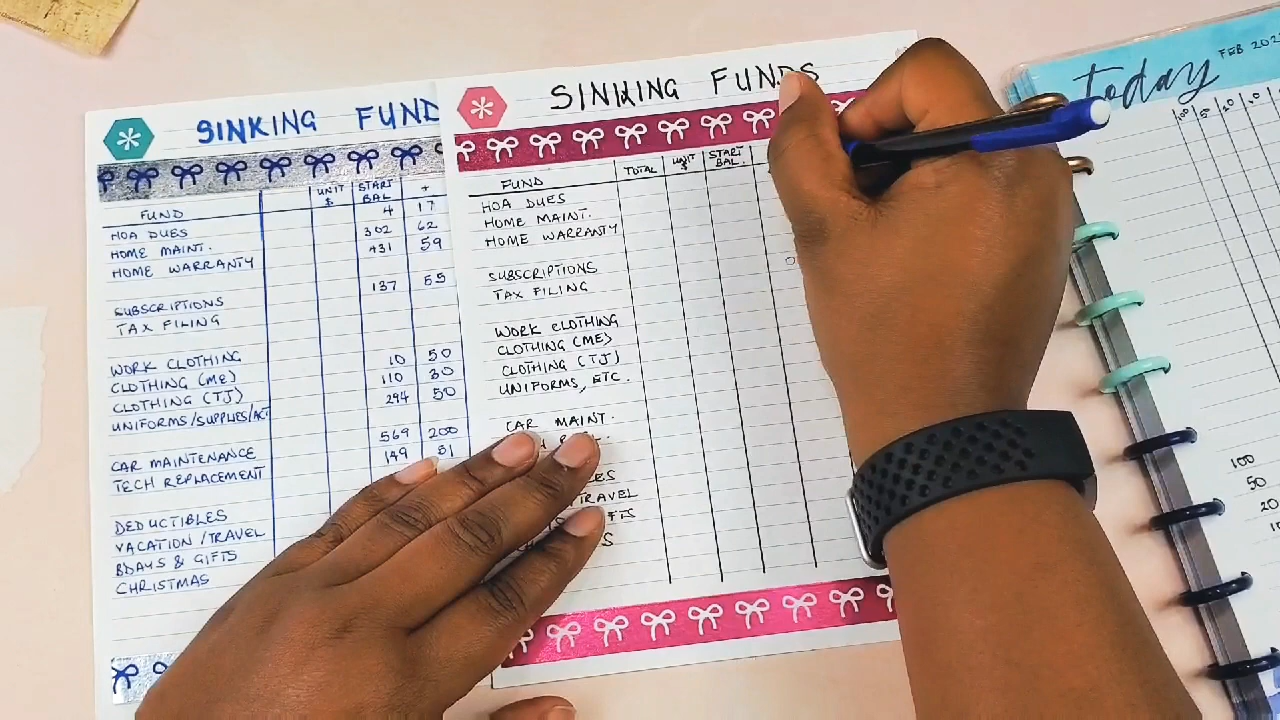 SINKING FUND
FUND UNIT $ START BAL +
HOA DUES 4 17
HOME MAINT. 302 62
HOME WARRANTY 431 59
SUBSCRIPTIONS 137 55
TAX FILING
WORK CLOTHING
CLOTHING (ME) 10 50
CLOTHING (TJ) 110 30
UNIFORMS/SUPPLIES/ACT 294 50
CAR MAINTENANCE 569 200
TECH REPLACEMENT 149 51
DEDUCTIBLES
VACATION/TRAVEL
BDAYS & GIFTS
CHRISTMAS
SINKING FUNDS
FUND TOTAL UNIT $ START BAL.
HOA DUES
HOME MAINT.
HOME WARRANTY
SUBSCRIPTIONS
TAX FILING
WORK CLOTHING
CLOTHING (ME)
CLOTHING (TJ)
UNIFORMS, ETC.
CAR MAINT.
TRAVEL
today
FEB 202
100 50 20 10
100
50
20